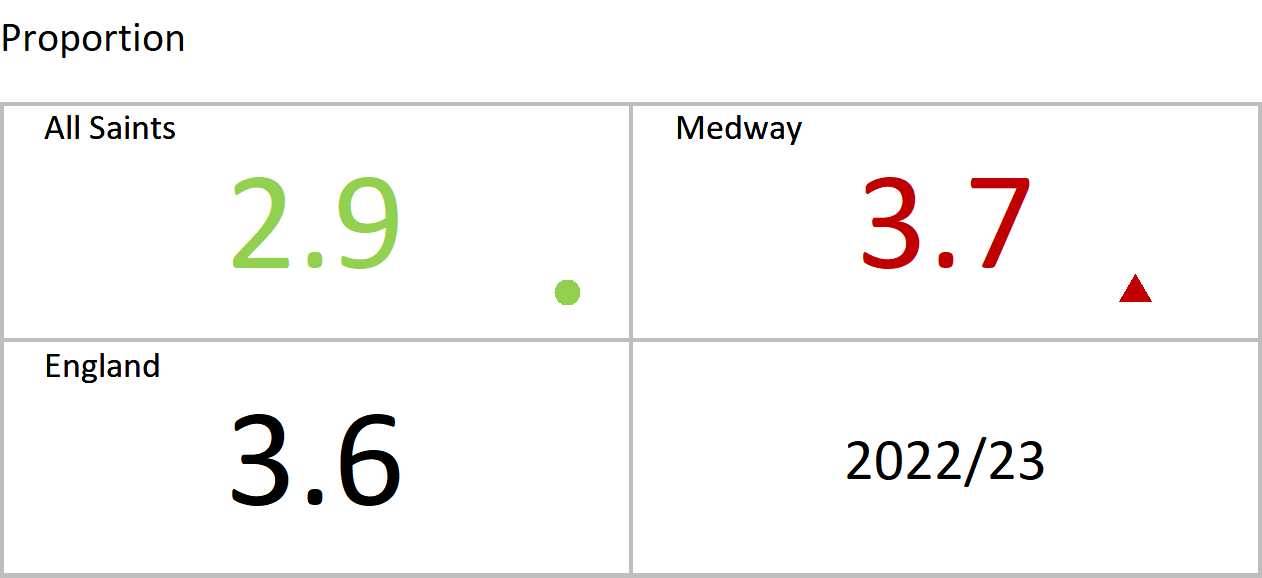 Proportion
All Saints
2.9
Medway
3.7
England
3.6
2022/23